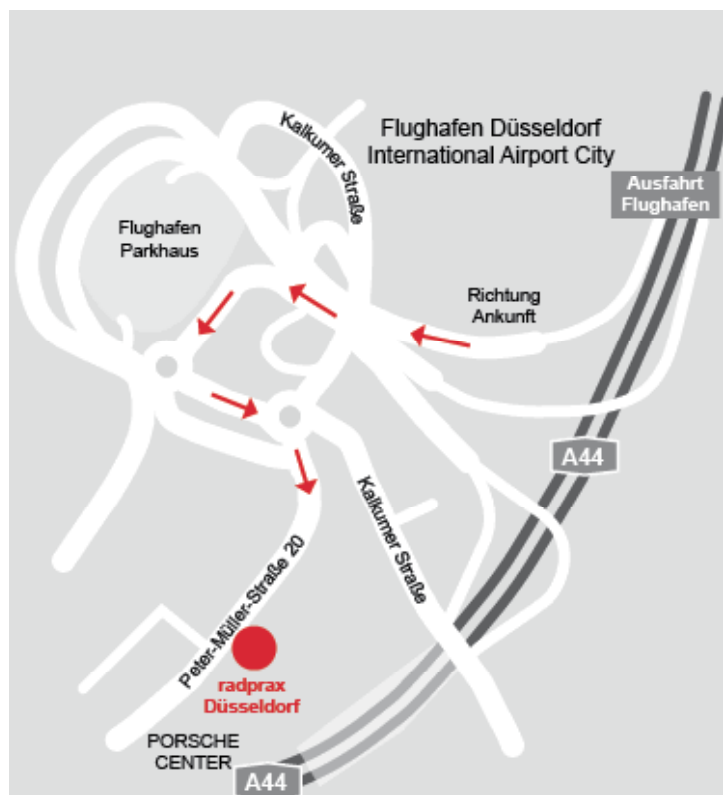 Kalkumer Straße
Flughafen Düsseldorf
International Airport City
Ausfahrt
Flughafen
Flughafen
Parkhaus
Richtung
Ankunft
A44
Kalkumer Straße
Peter-Müller-Straße 20
radprax
Düsseldorf
PORSCHE
CENTER
A44